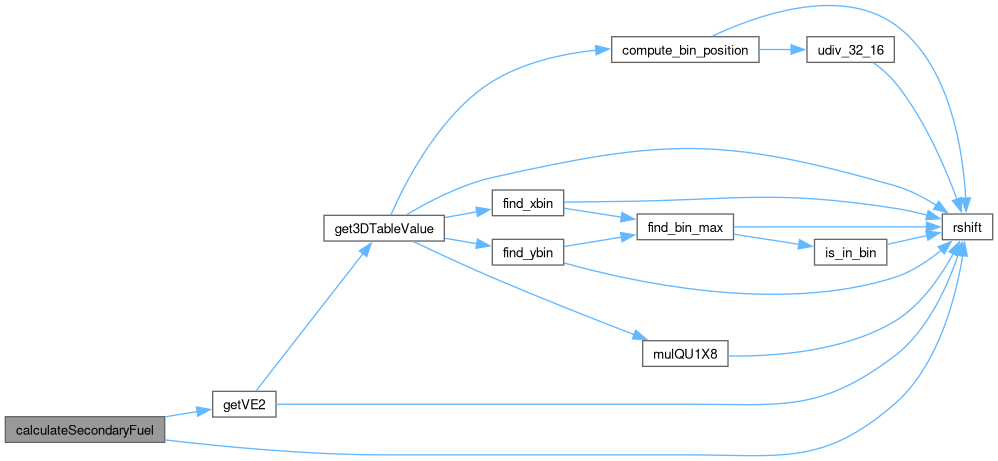 compute_bin_position
udiv_32_16
find_xbin
get3DTableValue
find_bin_max
rshift
find_ybin
is_in_bin
mulQU1X8
getVE2
calculateSecondaryFuel